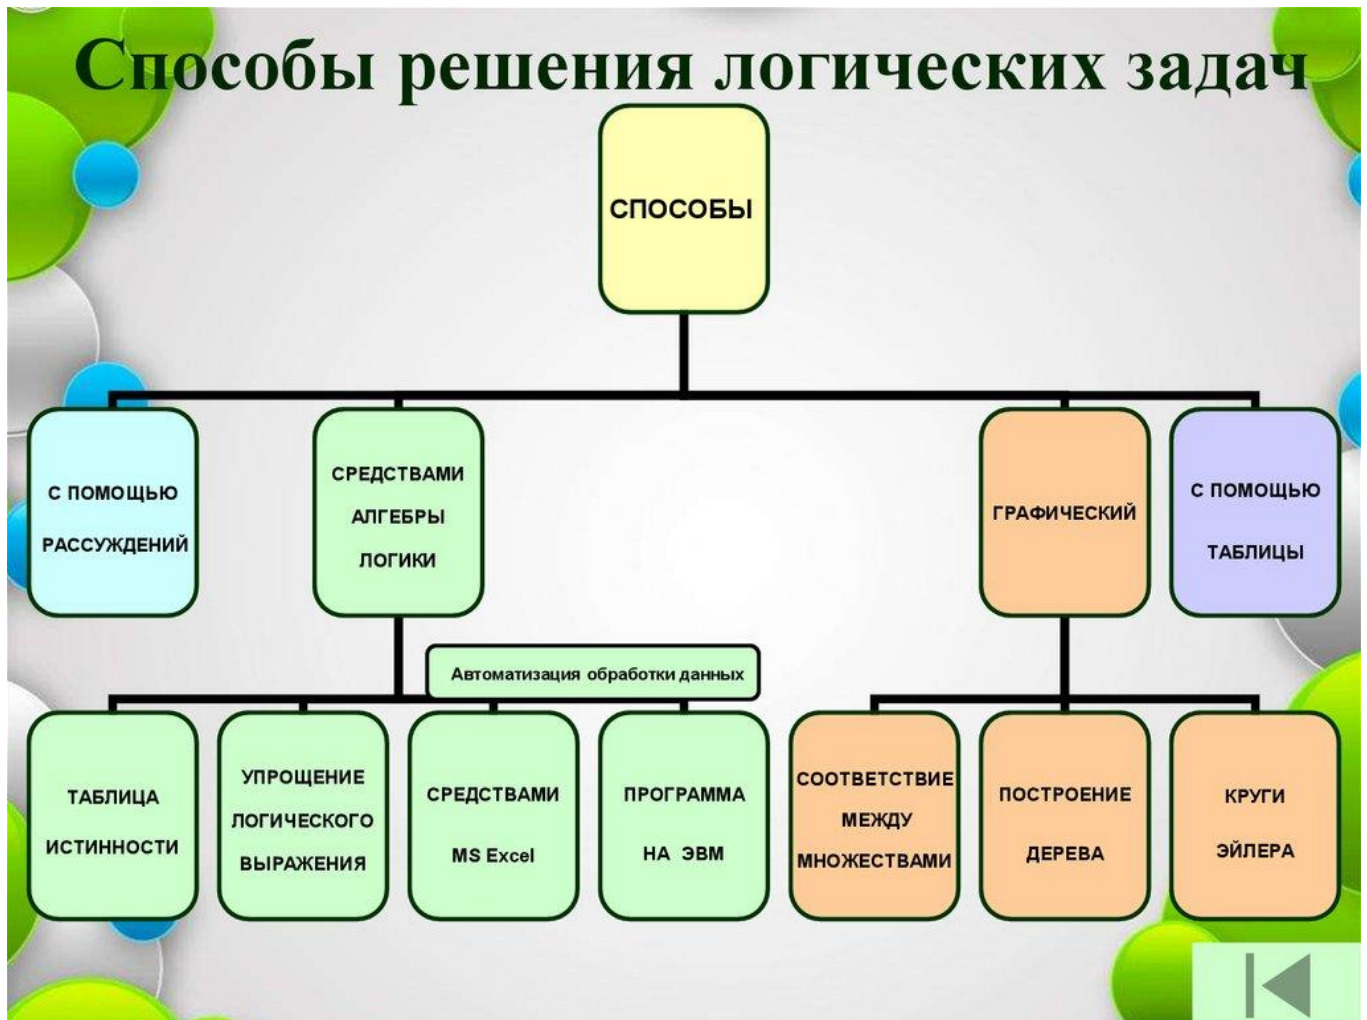 Способы решения логических задач
СПОСОБЫ
С ПОМОЩЬЮ
РАССУЖДЕНИЙ
СРЕДСТВАМИ
АЛГЕБРЫ
ЛОГИКИ
ГРАФИЧЕСКИЙ
С ПОМОЩЬЮ
ТАБЛИЦЫ
Автоматизация обработки данных
ТАБЛИЦА
ИСТИННОСТИ
УПРОЩЕНИЕ
ЛОГИЧЕСКОГО
ВЫРАЖЕНИЯ
СРЕДСТВАМИ
MS Excel
ПРОГРАММА
НА ЭВМ
СООТВЕТСТВИЕ
МЕЖДУ
МНОЖЕСТВАМИ
ПОСТРОЕНИЕ
ДЕРЕВА
КРУГИ
ЭЙЛЕРА